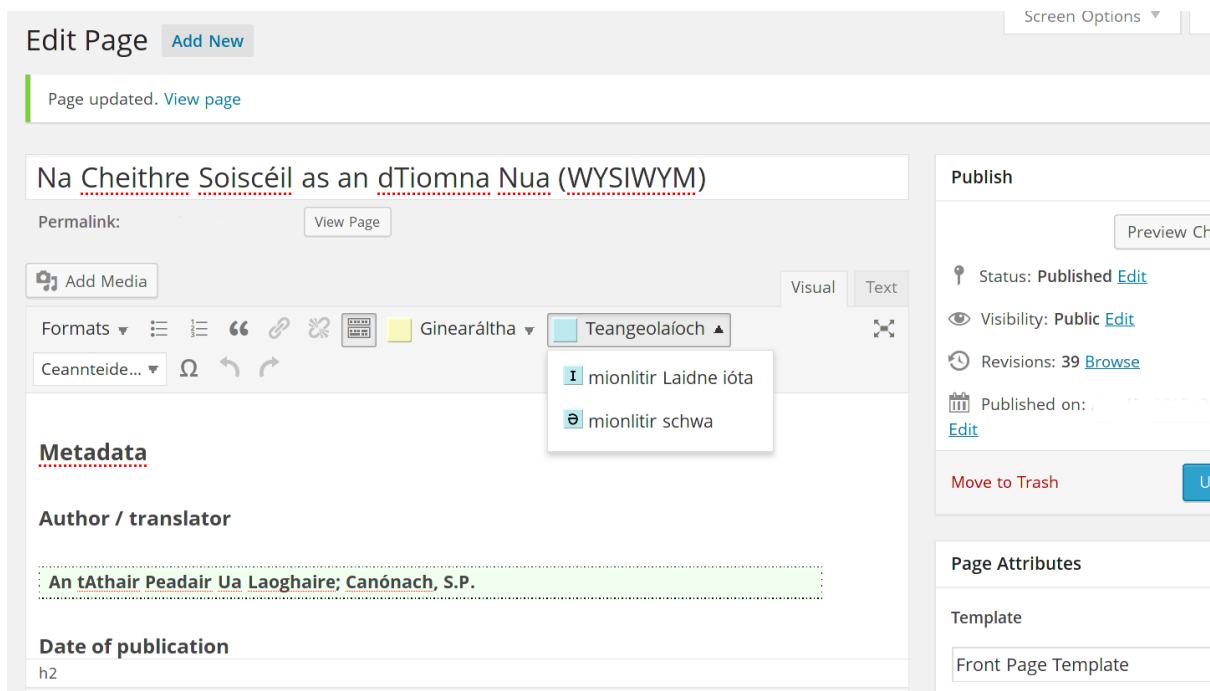 Screen Options
Edit Page Add New
Page updated. View page
Na Cheithre Soiscéil as an dTiomna Nua (WYSIWYM)
Permalink: View Page
Add Media
Visual Text
Formats Ginearálta Teangeolaíoch
Ceannteide...
Ω
I mionlitir Laidne ióta
ə mionlitir schwa
Metadata
Author / translator
An tAthair Peadair Ua Laoghaire; Canónach, S.P.
Date of publication
h2
Publish
Preview Ch
Status: Published Edit
Visibility: Public Edit
Revisions: 39 Browse
Published on:
Edit
Move to Trash
U
Page Attributes
Template
Front Page Template